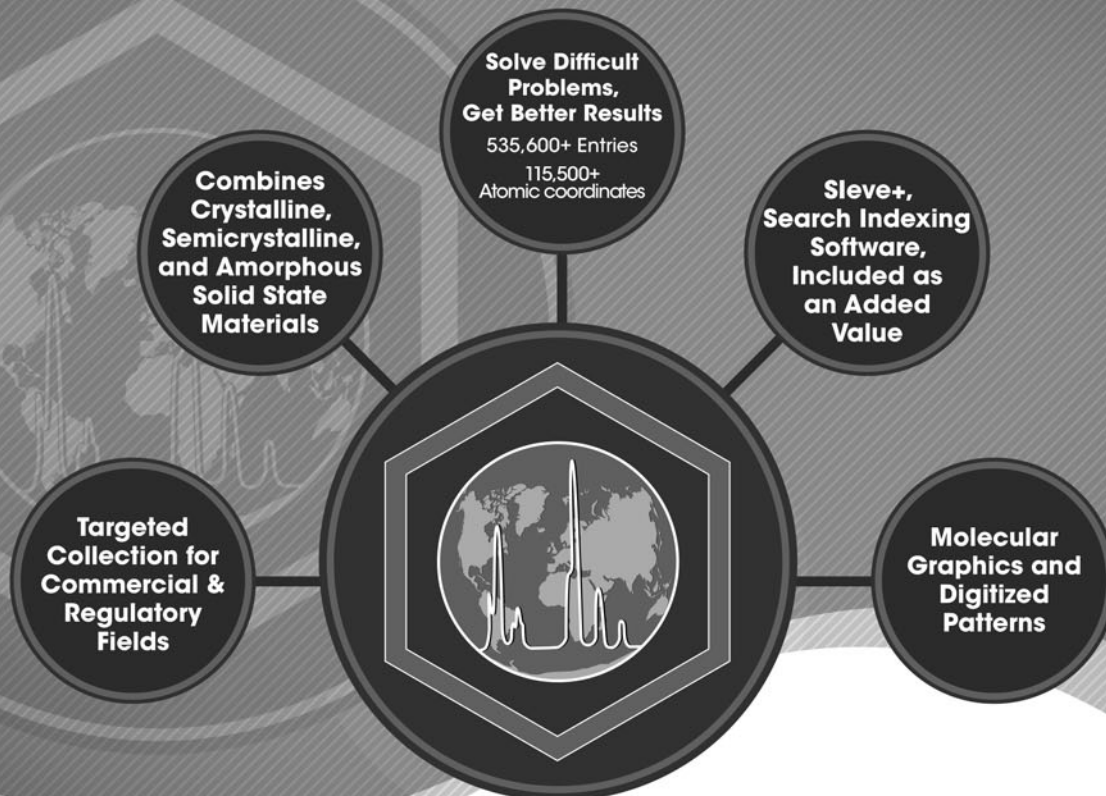 Solve Difficult
Problems,
Get Better Results
535,600+ Entries
115,500+
Atomic coordinates
Combines
Crystalline,
Semicrystalline,
and Amorphous
Solid State
Materials
SIeve+,
Search Indexing
Software,
Included as
an Added
Value
Targeted
Collection for
Commercial &
Regulatory
Fields
Molecular
Graphics and
Digitized
Patterns